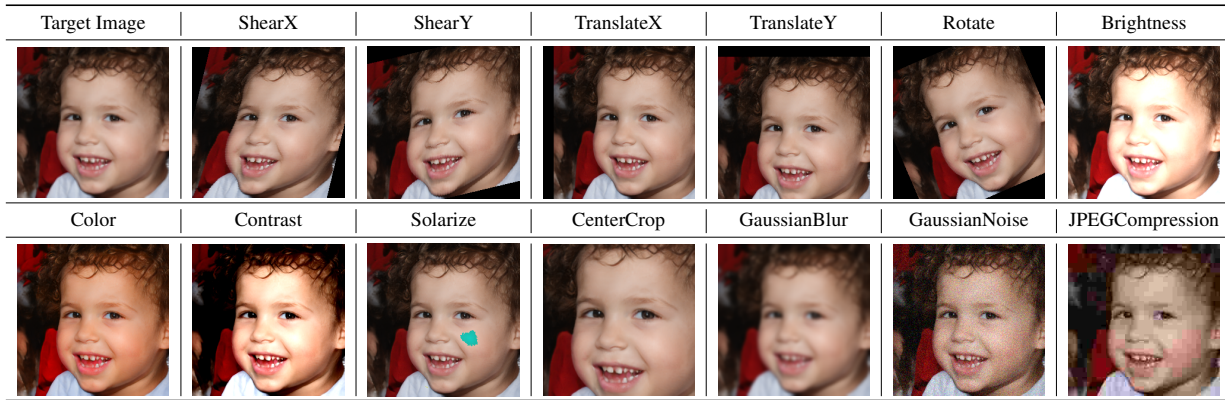 Target Image ShearX ShearY TranslateX TranslateY Rotate Brightness
Color Contrast Solarize CenterCrop GaussianBlur GaussianNoise JPEGCompression